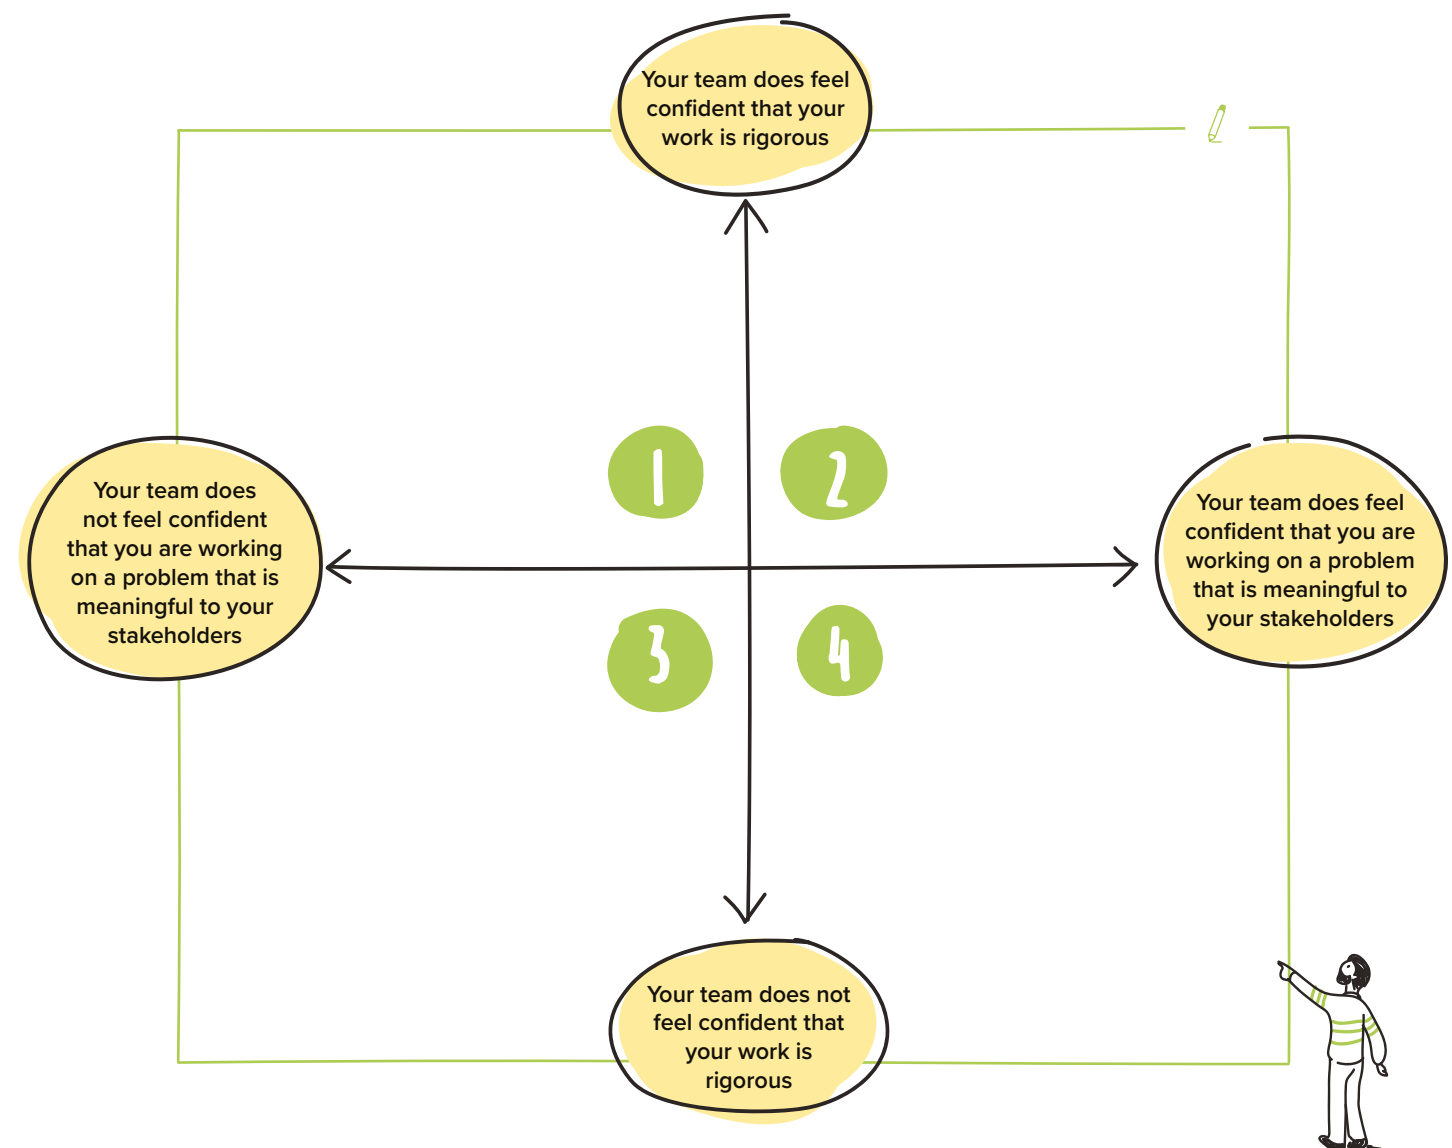 Your team does feel
confident that your
work is rigorous
1
2
Your team does
not feel confident
that you are working
on a problem that is
meaningful to your
stakeholders
Your team does feel
confident that you are
working on a problem
that is meaningful to
your stakeholders
3
4
Your team does not
feel confident that
your work is
rigorous